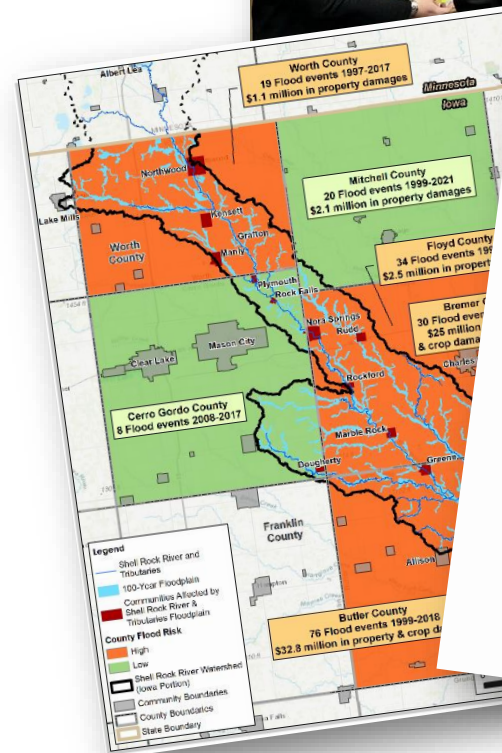 Albert Lea
Worth County
19 Flood events 1997-2017
$1.1 million in property damages
Minnesota
Iowa
Northwood
Mitchell County
20 Flood events 1999-2021
$2.1 million in property damages
Lake Mills
Kensett
Grafton
Worth
County
Manly
Floyd County
34 Flood events 19
$2.5 million in propert
Plymouth
Rock Falls
Bremer C
30 Flood even
$25 million
& crop dama
Nora Springs
Rudd
Mason City
Clear Lake
Charles
Rockford
Cerro Gordo County
8 Flood events 2008-2017
Marble Rock
Dougherty
Greene
Franklin
County
Allison
Butler County
76 Flood events 1999-2018
$32.8 million in property & crop da
Legend
Shell Rock River and
Tributaries
100-Year Floodplain
Communities Affected by
Shell Rock River &
Tributaries Floodplain
County Flood Risk
High
Low
Shell Rock River Watershed
(Iowa Portion)
Community Boundaries
County Boundaries
State Boundary